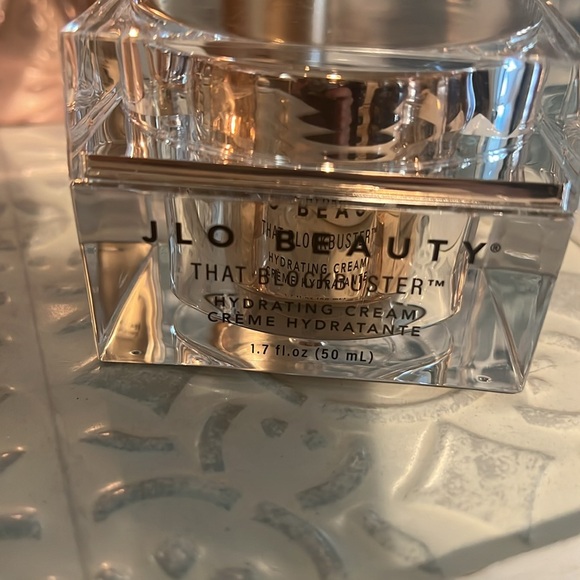 JLO BEAUTY®
THAT BLOCKBUSTER™
HYDRATING CREAM
CRÈME HYDRATANTE
1.7 fl.oz (50 mL)